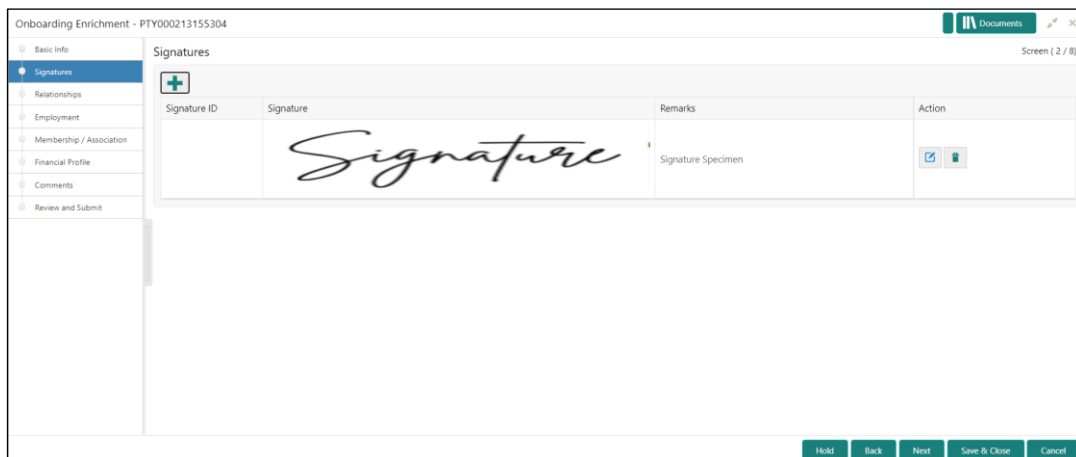 Onboarding Enrichment - PTY000213155304
Documents
Basic Info
Signatures
Relationships
Employment
Membership / Association
Financial Profile
Comments
Review and Submit
Signatures
Screen ( 2 / 8)
Signature ID Signature Remarks Action
Signature Signature Specimen
Hold Back Next Save & Close Cancel